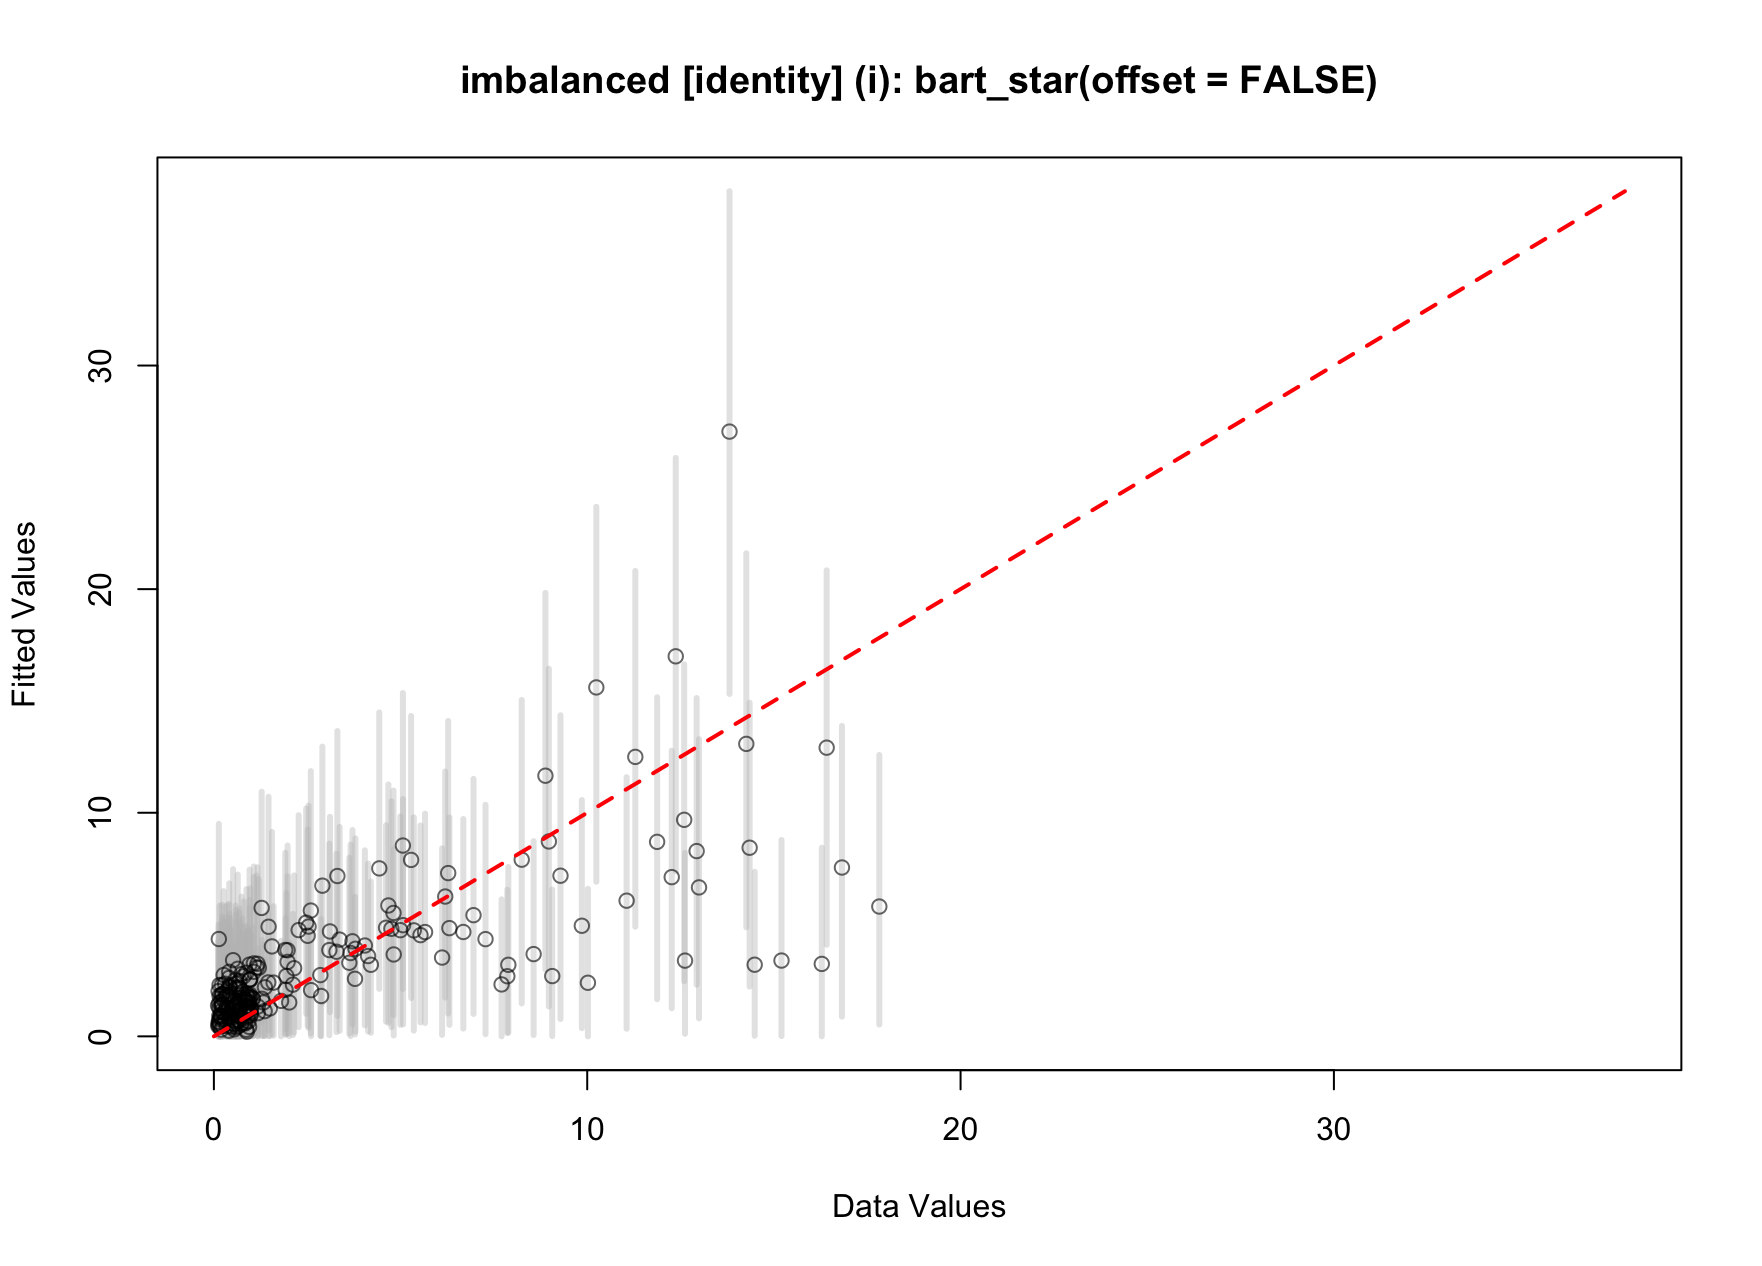 imbalanced [identity] (i): bart_star(offset = FALSE)
Fitted Values
30
20
10
0
0
10
20
30
Data Values